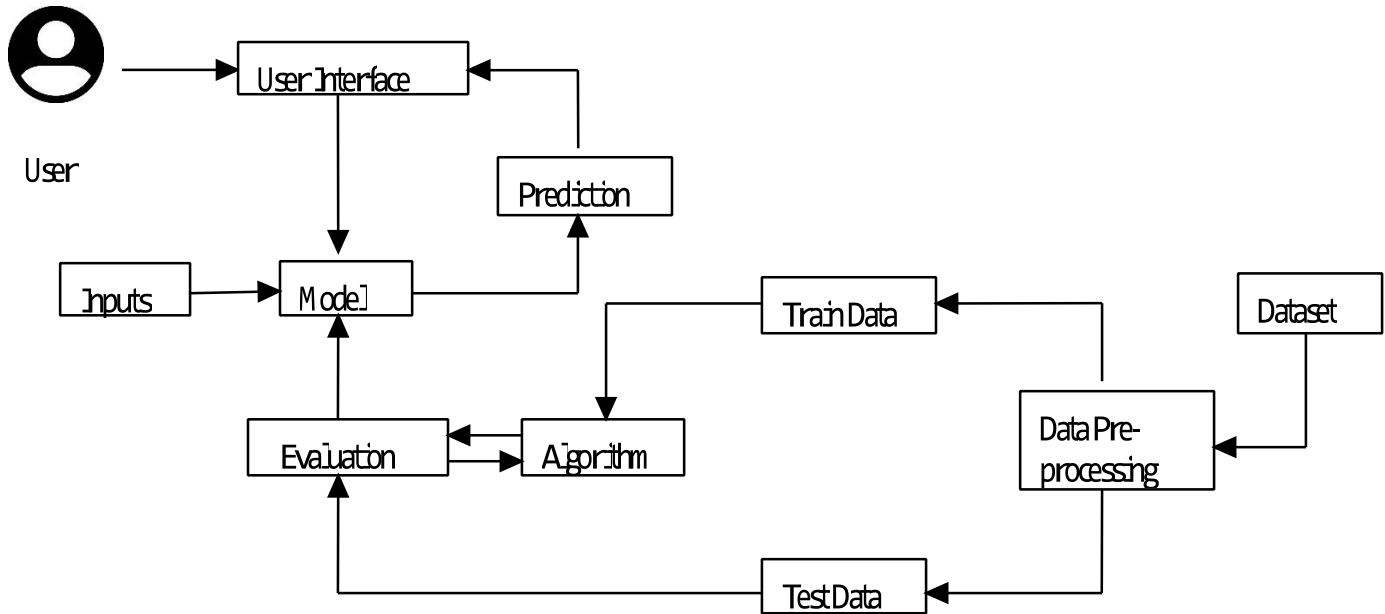 User Interface
User
Prediction
Inputs
Model
Train Data
Dataset
Evaluation
Algorithm
Data Pre-
processing
Test Data